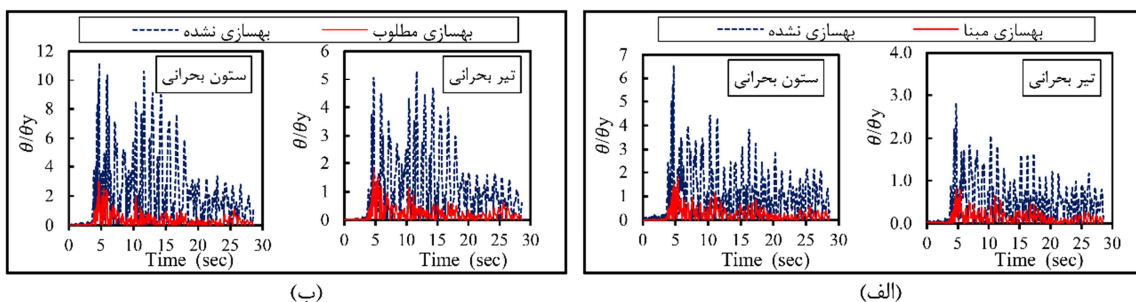 بهسازی نشده بهسازی مبنا
تیر بحرانی
θ/θy
4.0
3.0
2.0
1.0
0.0
0 5 10 15 20 25 30
Time (sec)
ستون بحرانی
θ/θy
7
6
5
4
3
2
1
0
0 5 10 15 20 25 30
Time (sec)
(الف)
بهسازی نشده بهسازی مطلوب
تیر بحرانی
θ/θy
6
5
4
3
2
1
0
0 5 10 15 20 25 30
Time (sec)
ستون بحرانی
θ/θy
12
10
8
6
4
2
0
0 5 10 15 20 25 30
Time (sec)
(ب)